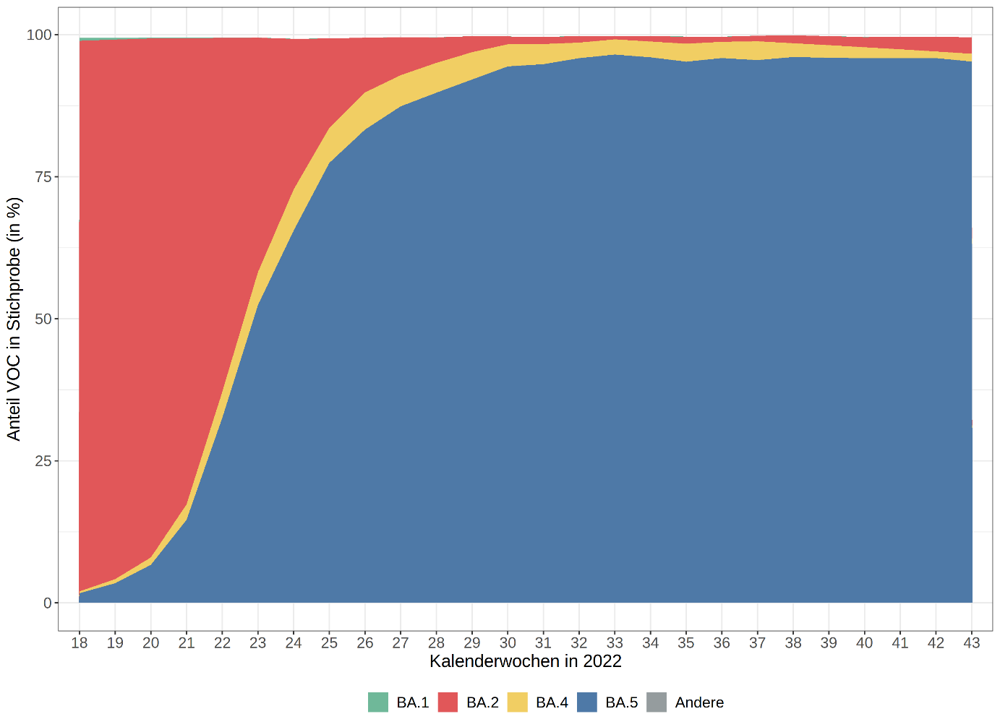 Anteil VOC in Stichprobe (in %)
100
75
50
25
0
18 19 20 21 22 23 24 25 26 27 28 29 30 31 32 33 34 35 36 37 38 39 40 41 42 43
Kalenderwochen in 2022
BA.1 BA.2 BA.4 BA.5 Andere